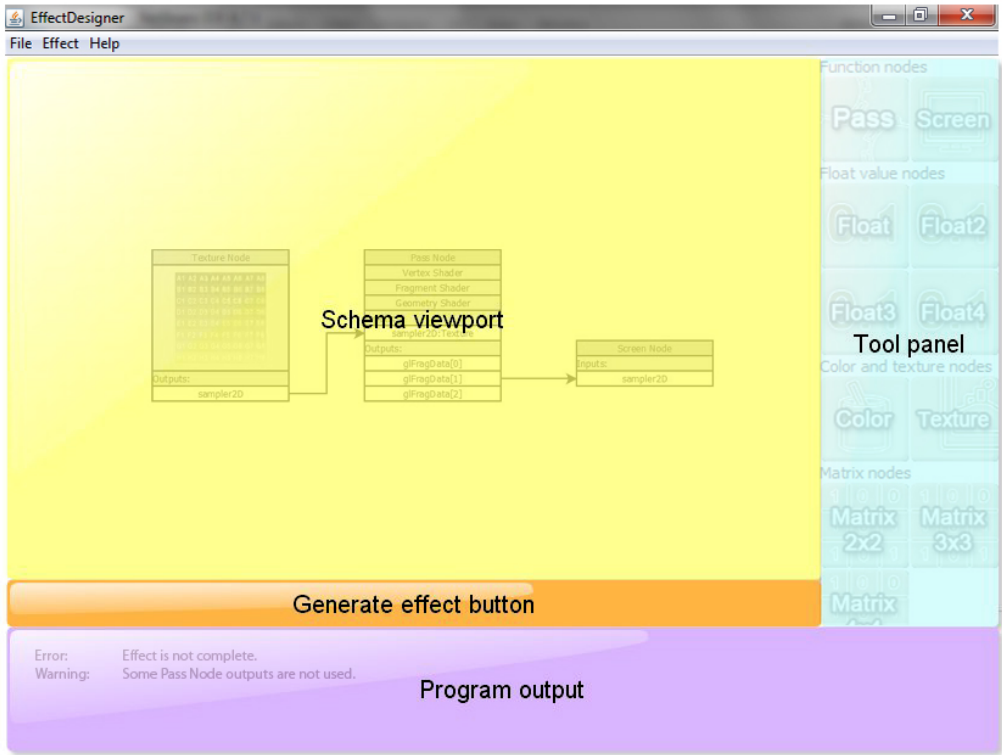 EffectDesigner
File Effect Help
Function nodes
Pass Screen
Float value nodes
Float Float2
Float3 Float4
Tool panel
Color and texture nodes
Color Texture
Matrix nodes
Matrix 2x2
Matrix 3x3
Matrix
Texture Node
Outputs:
sampler2D
Pass Node
Vertex Shader
Fragment Shader
Geometry Shader
Schema viewport
sampler2D:Texture
Outputs:
glFragData[0]
glFragData[1]
glFragData[2]
Screen Node
Inputs:
sampler2D
Generate effect button
Error: Effect is not complete.
Warning: Some Pass Node outputs are not used.
Program output